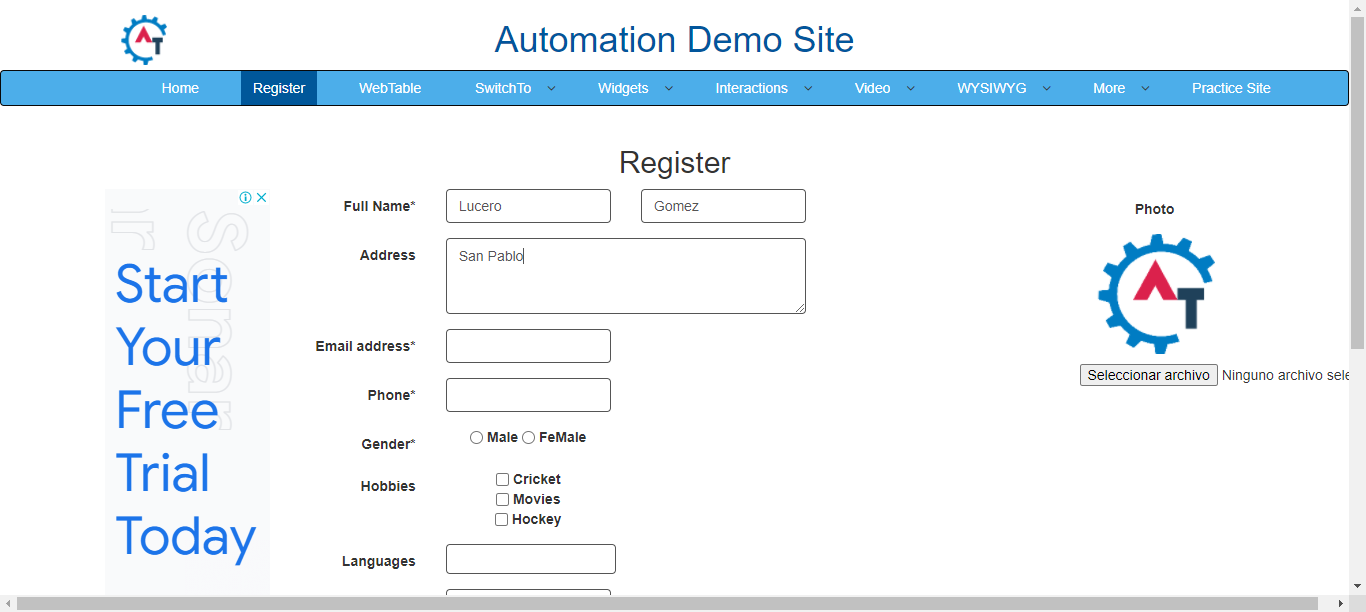 Automation Demo Site
Home Register WebTable SwitchTo Widgets Interactions Video WYSIWYG More Practice Site
Register
Sonar
Start
Your
Free
Trial
Today
Full Name* Lucero Gomez
Address San Pablo
Email address*
Phone*
Gender* Male FeMale
Hobbies Cricket
Movies
Hockey
Languages
Photo
AT
Seleccionar archivo Ninguno archivo sele